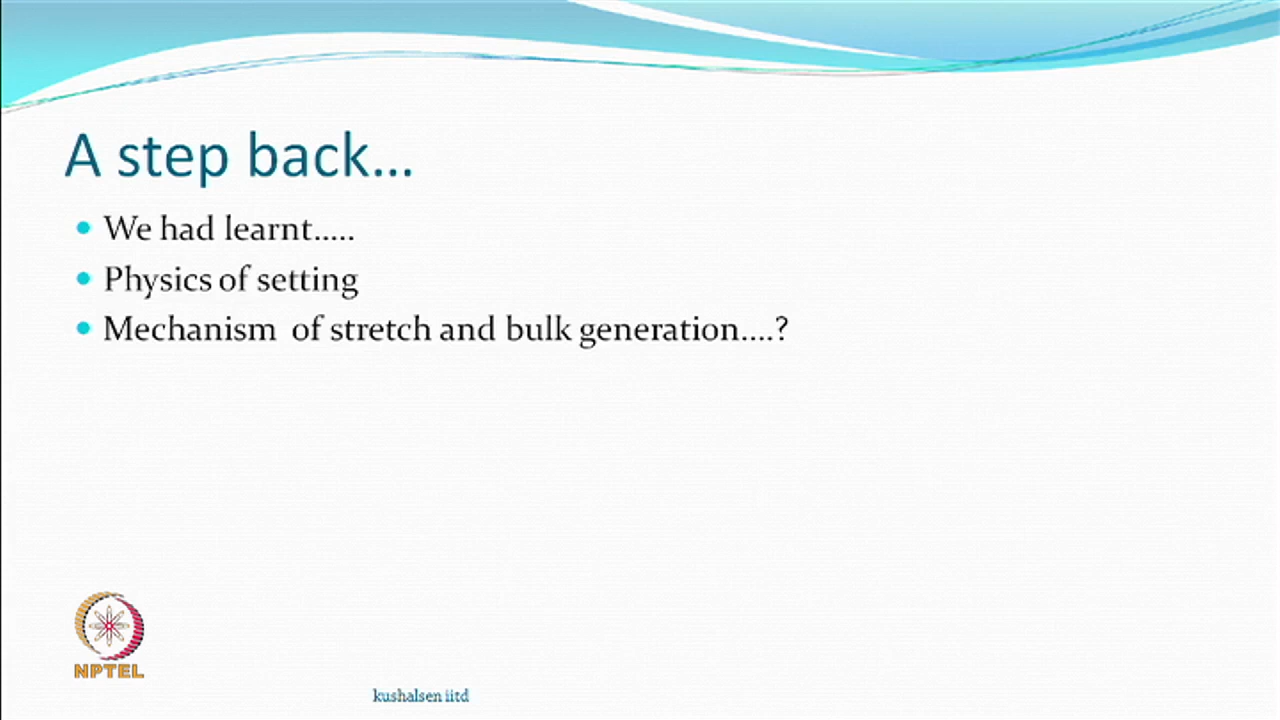 A step back...
We had learnt.....
Physics of setting
Mechanism of stretch and bulk generation....?
NPTEL
kushalsen iitd